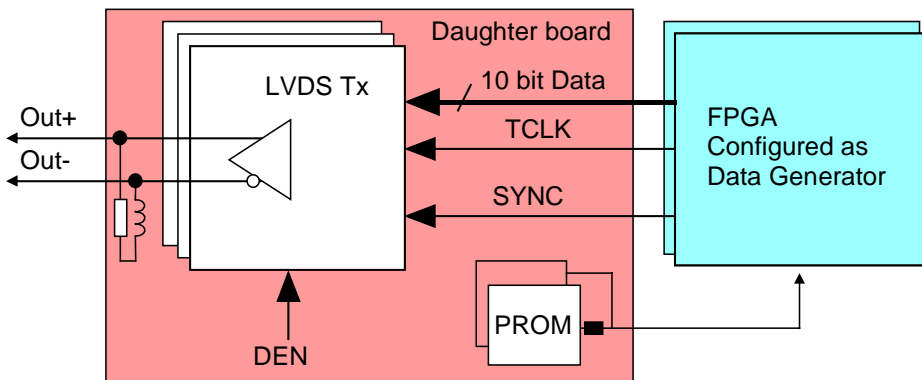 Daughter board
LVDS Tx
10 bit Data
Out+
TCLK
FPGA
Configured as
Data Generator
Out-
SYNC
PROM
DEN